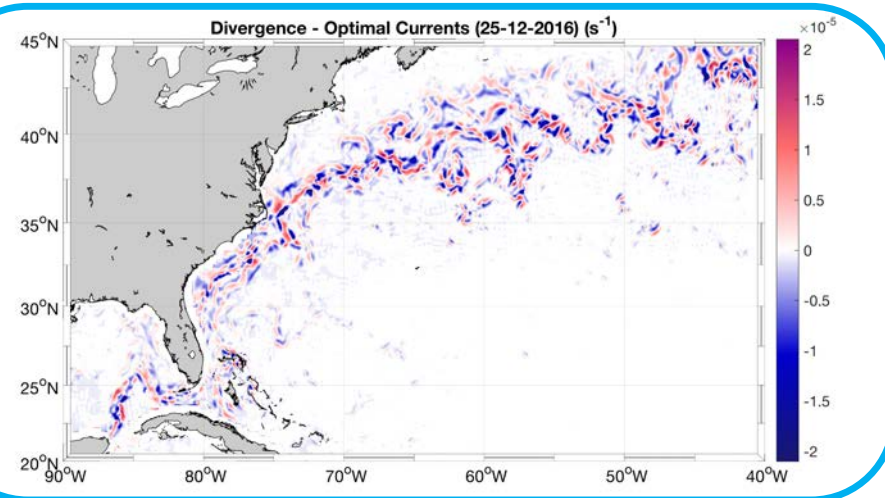 Divergence - Optimal Currents (25-12-2016) (s⁻¹)
×10⁻⁵
45°N
40°N
35°N
30°N
25°N
20°N
90°W
80°W
70°W
60°W
50°W
40°W
2
1.5
1
0.5
0
-0.5
-1
-1.5
-2